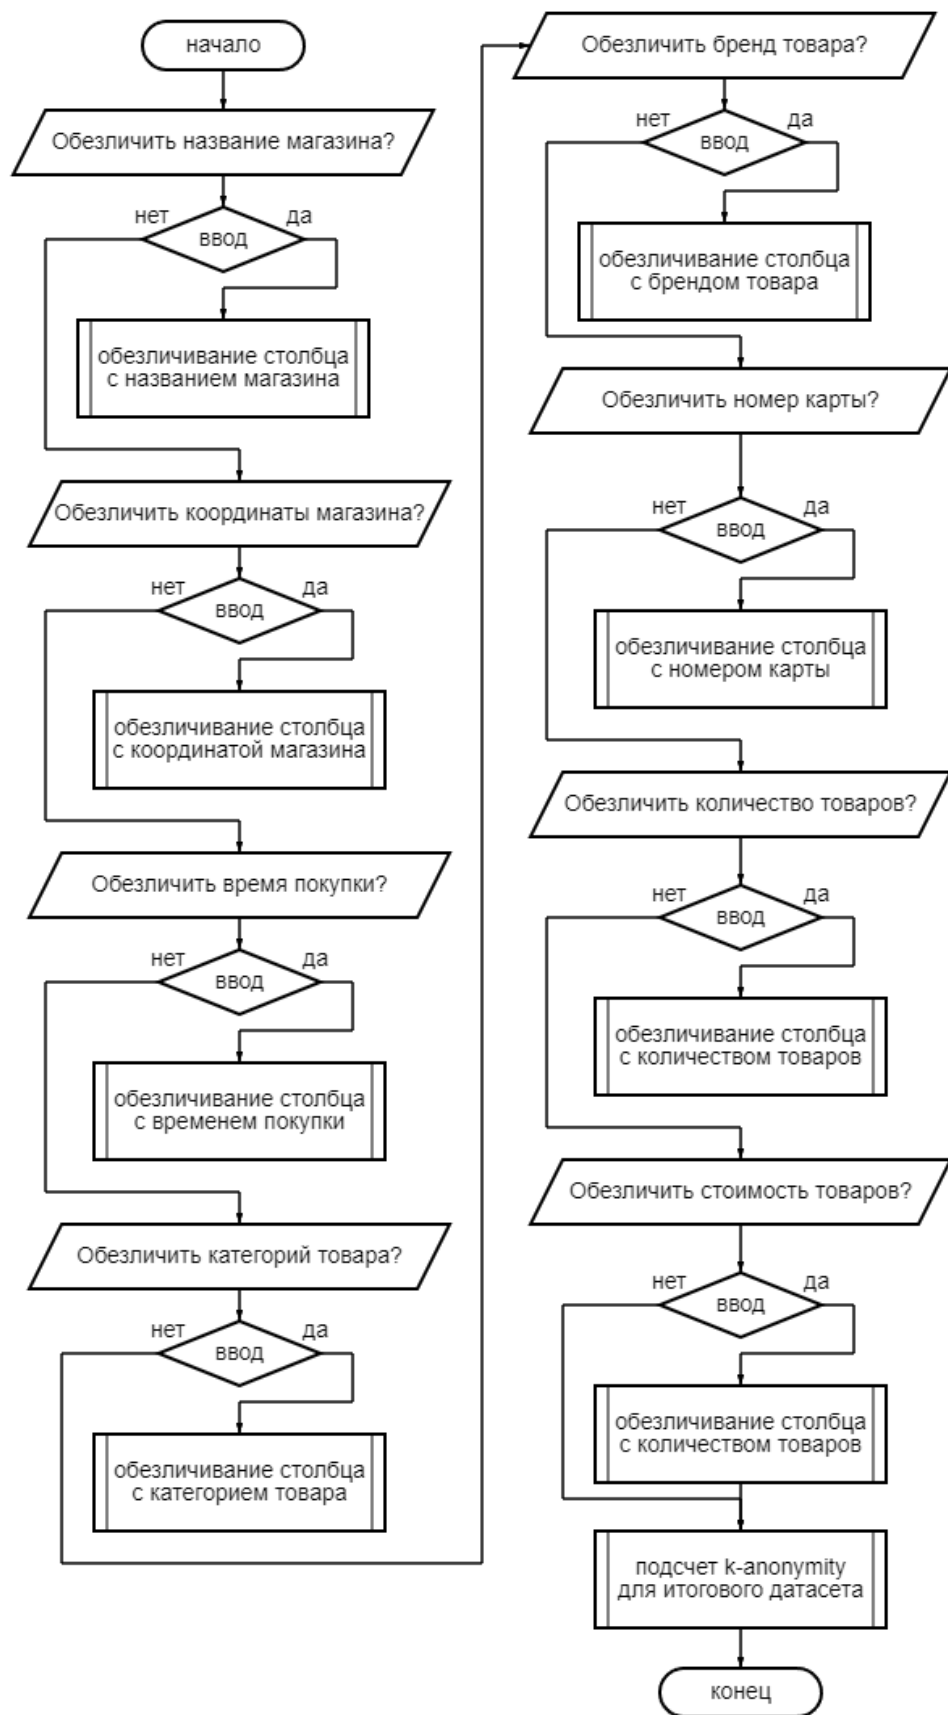 начало
Обезличить название магазина?
нет
да
ввод
обезличивание столбца
с названием магазина
Обезличить координаты магазина?
нет
да
ввод
обезличивание столбца
с координатой магазина
Обезличить время покупки?
нет
да
ввод
обезличивание столбца
с временем покупки
Обезличить категорий товара?
нет
да
ввод
обезличивание столбца
с категорием товара
Обезличить бренд товара?
нет
да
ввод
обезличивание столбца
с брендом товара
Обезличить номер карты?
нет
да
ввод
обезличивание столбца
с номером карты
Обезличить количество товаров?
нет
да
ввод
обезличивание столбца
с количеством товаров
Обезличить стоимость товаров?
нет
да
ввод
обезличивание столбца
с количеством товаров
подсчет k-anonymity
для итогового датасета
конец